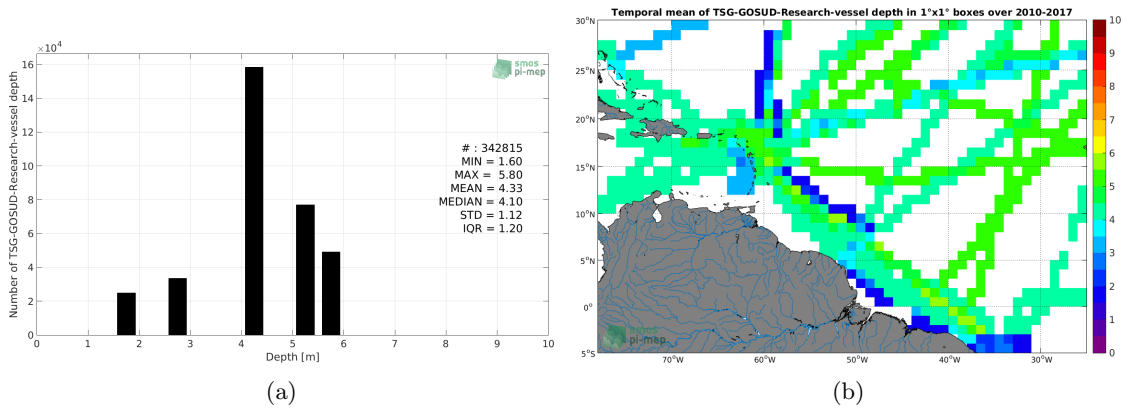 ×10⁴
16
14
12
10
8
6
4
2
0
Number of TSG-GOSUD-Research-vessel depth
0 1 2 3 4 5 6 7 8 9 10
Depth [m]
smos
pi-mep
# : 342815
MIN = 1.60
MAX = 5.80
MEAN = 4.33
MEDIAN = 4.10
STD = 1.12
IQR = 1.20
(a)
Temporal mean of TSG-GOSUD-Research-vessel depth in 1°x1° boxes over 2010-2017
30°N
25°N
20°N
15°N
10°N
5°N
0°
5°S
70°W 60°W 50°W 40°W 30°W
smos
pi-mep
10
9
8
7
6
5
4
3
2
1
0
(b)